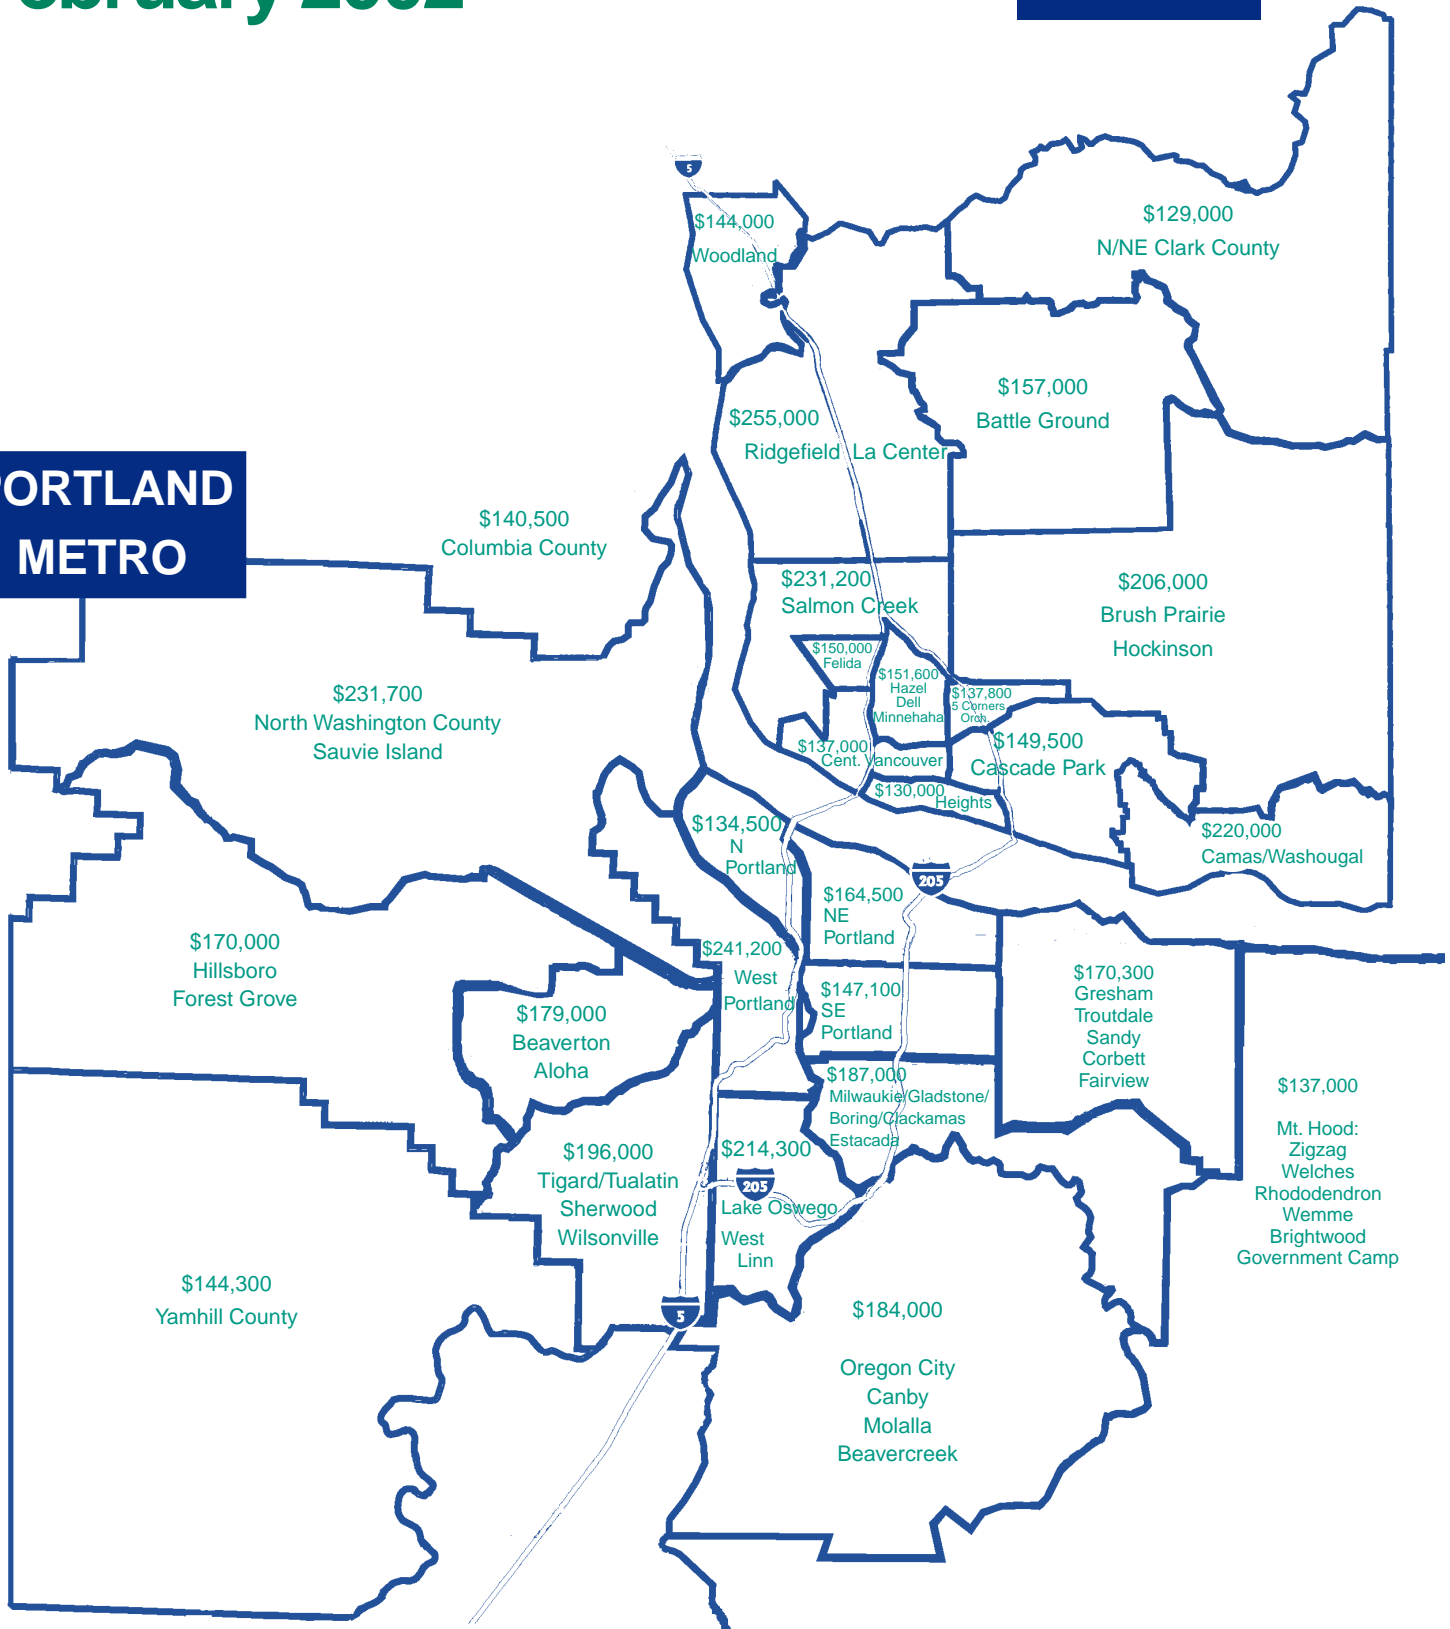 5
$144,000
Woodland
$129,000
N/NE Clark County
$157,000
Battle Ground
$255,000
Ridgefield La Center
PORTLAND
METRO
$140,500
Columbia County
$231,200
Salmon Creek
$206,000
Brush Prairie
Hockinson
$150,000
Felida
$151,600
Hazel
Dell
Minnehaha
$137,800
5 Corners
Orch.
$231,700
North Washington County
Sauvie Island
$137,000
Cent. Vancouver
$149,500
Cascade Park
$130,000
Heights
$134,500
N
Portland
$220,000
Camas/Washougal
205
$164,500
NE
Portland
$170,000
Hillsboro
Forest Grove
$241,200
West
Portland
$147,100
SE
Portland
$170,300
Gresham
Troutdale
Sandy
Corbett
Fairview
$179,000
Beaverton
Aloha
$187,000
Milwaukie/Gladstone/
Boring/Clackamas
Estacada
$137,000
Mt. Hood:
Zigzag
Welches
Rhododendron
Wemme
Brightwood
Government Camp
$196,000
Tigard/Tualatin
Sherwood
Wilsonville
$214,300
205
Lake Oswego
West
Linn
$144,300
Yamhill County
5
$184,000
Oregon City
Canby
Molalla
Beavercreek